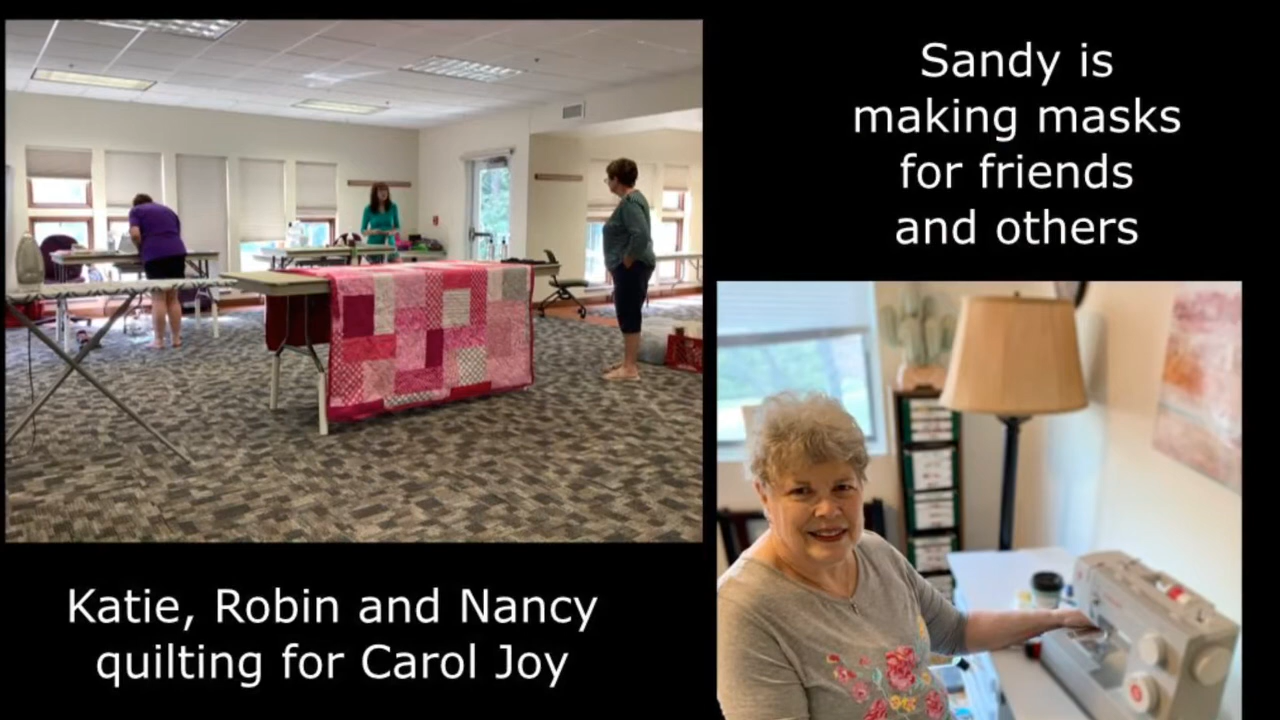 Sandy is
making masks
for friends
and others
Katie, Robin and Nancy
quilting for Carol Joy